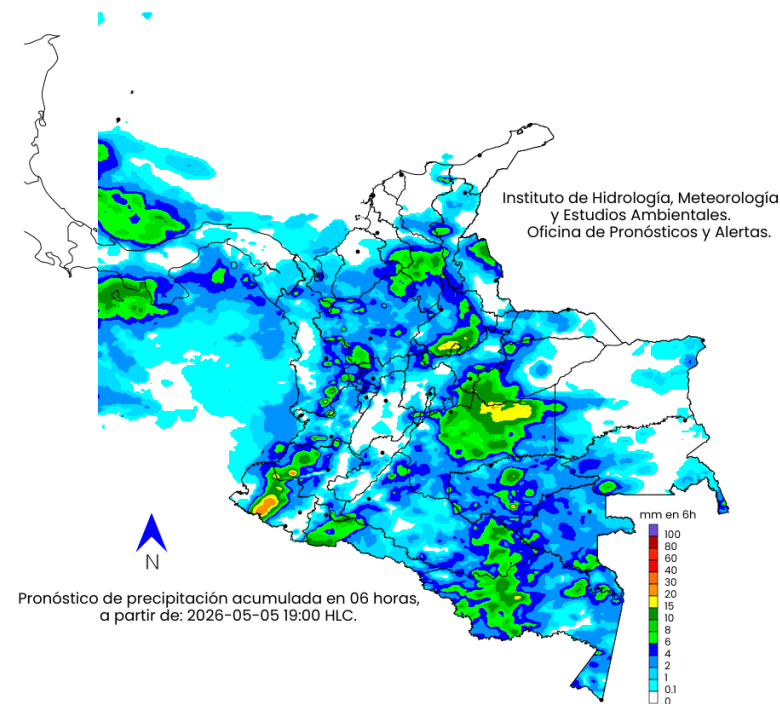 Instituto de Hidrología, Meteorología
y Estudios Ambientales.
Oficina de Pronósticos y Alertas.
N
mm en 6h
100
80
60
40
30
20
15
10
8
6
4
2
1
0.1
0
Pronóstico de precipitación acumulada en 06 horas,
a partir de: 2026-05-05 19:00 HLC.